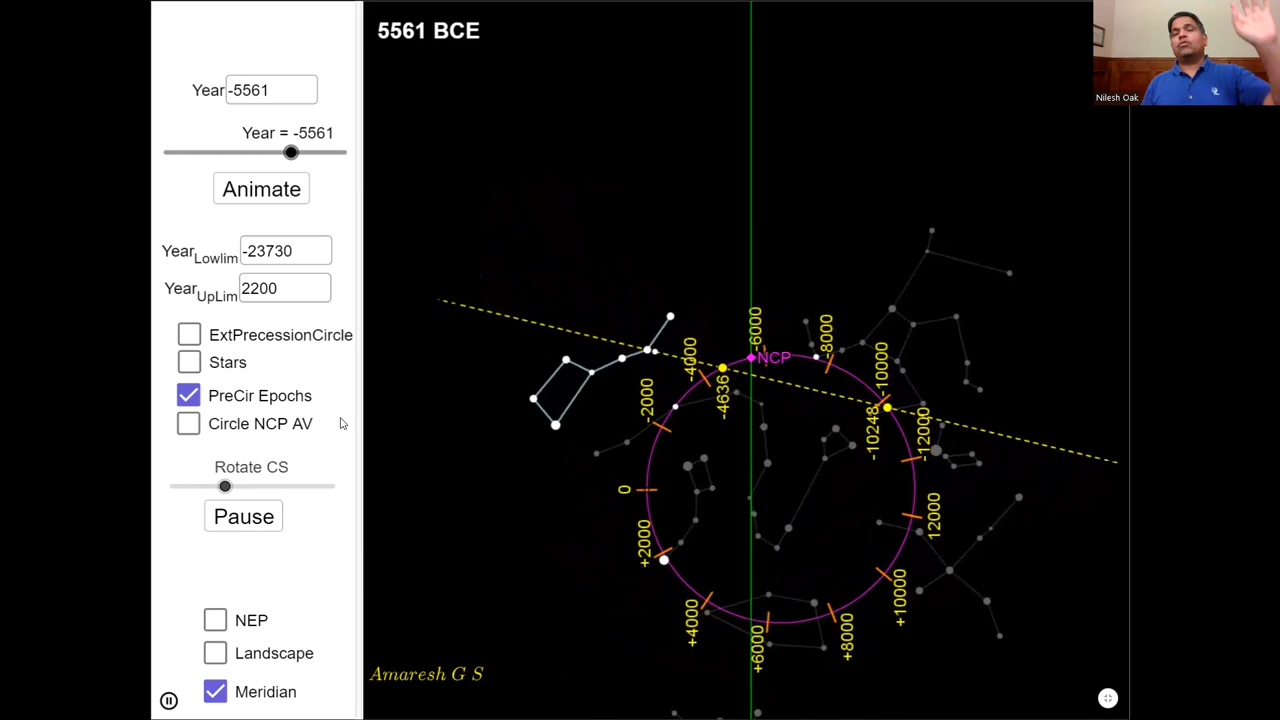 5561 BCE
Nilesh Oak
Year -5561
Year = -5561
Animate
YearLowlim -23730
YearUpLim 2200
ExtPrecessionCircle
Stars
PreCir Epochs
Circle NCP AV
Rotate CS
Pause
NEP
Landscape
Meridian
-6000
NCP
-8000
-4000
-10000
-4636
-2000
-10248
-12000
0
12000
+2000
+10000
+4000
+6000
+8000
Amaresh G S